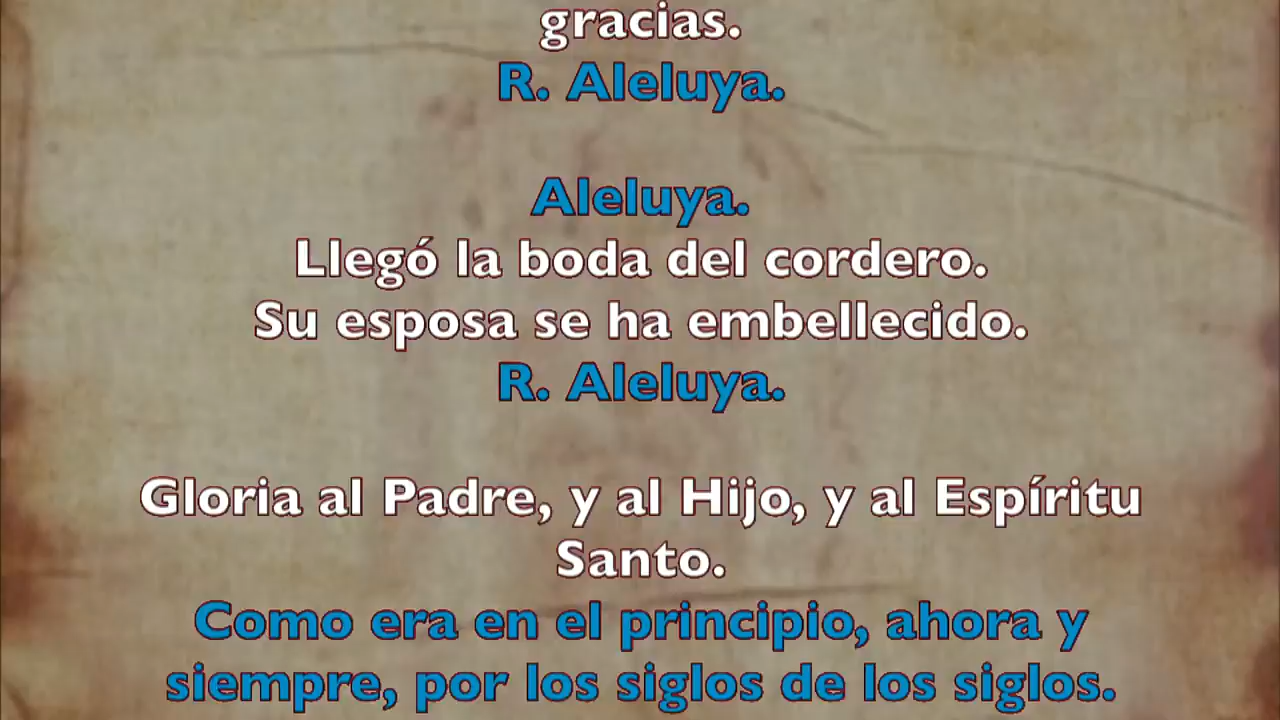 gracias.
R. Aleluya.
Aleluya.
Llegó la boda del cordero.
Su esposa se ha embellecido.
R. Aleluya.
Gloria al Padre, y al Hijo, y al Espíritu
Santo.
Como era en el principio, ahora y
siempre, por los siglos de los siglos.